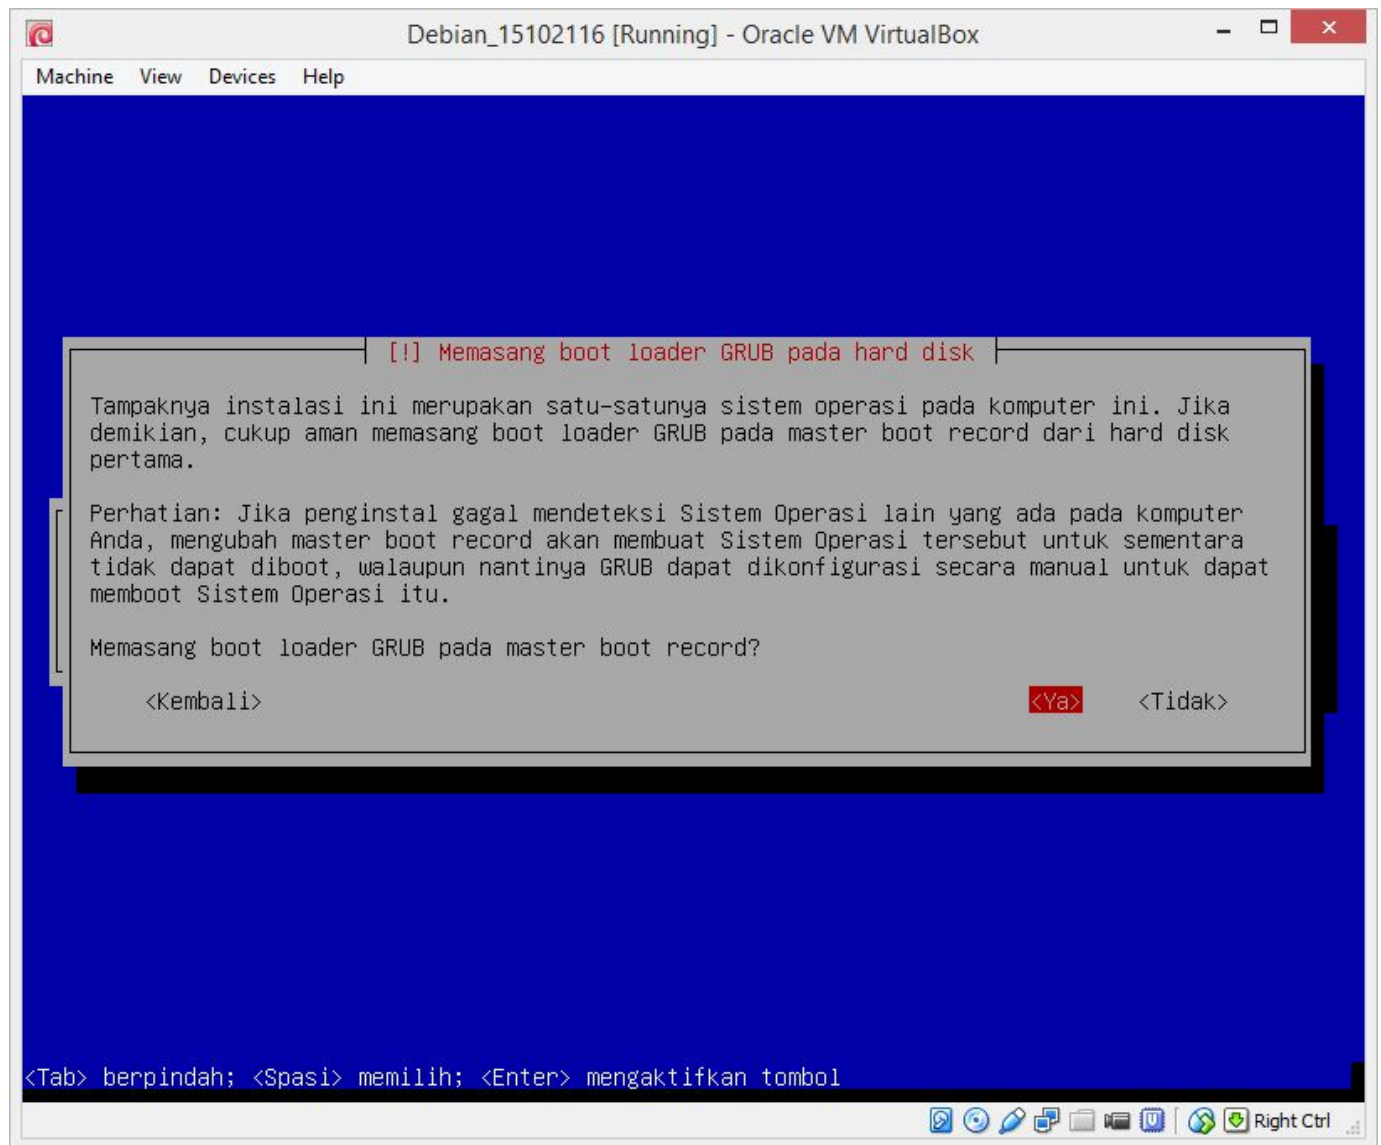 Debian_15102116 [Running] - Oracle VM VirtualBox
Machine View Devices Help
[!] Memasang boot loader GRUB pada hard disk
Tampaknya instalasi ini merupakan satu-satunya sistem operasi pada komputer ini. Jika
demikian, cukup aman memasang boot loader GRUB pada master boot record dari hard disk
pertama.
Perhatian: Jika penginstal gagal mendeteksi Sistem Operasi lain yang ada pada komputer
Anda, mengubah master boot record akan membuat Sistem Operasi tersebut untuk sementara
tidak dapat diboot, walaupun nantinya GRUB dapat dikonfigurasi secara manual untuk dapat
memboot Sistem Operasi itu.
Memasang boot loader GRUB pada master boot record?
<Kembali> <Ya> <Tidak>
<Tab> berpindah; <Spasi> memilih; <Enter> mengaktifkan tombol
Right Ctrl